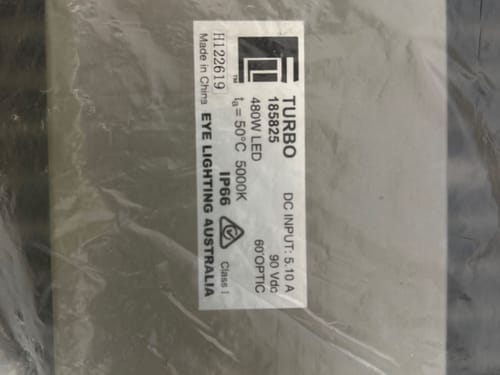 TURBO
185825
480W LED
ta = 50°C 5000K
DC INPUT: 5.10 A
90 Vdc
60°OPTIC
IP66
Class I
H122619
Made in China
EYE LIGHTING AUSTRALIA
TM